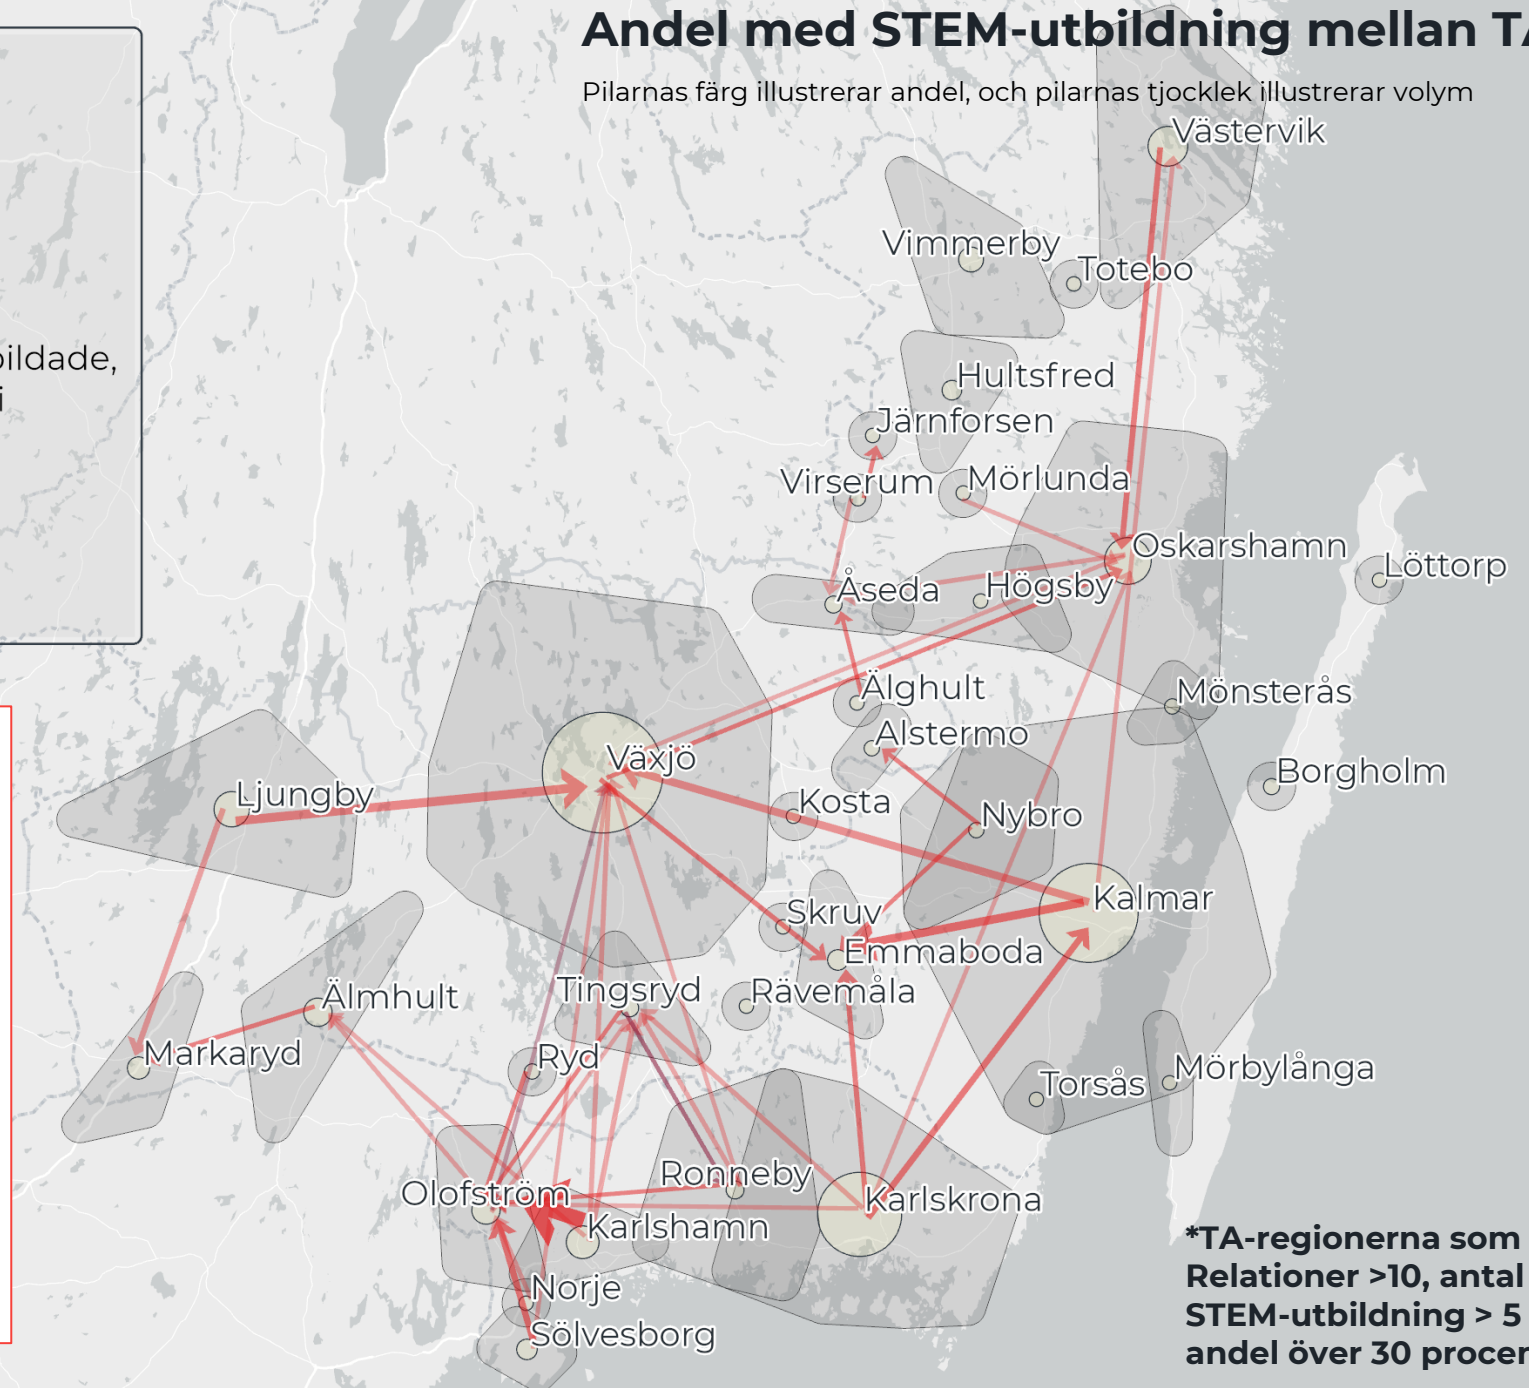 Andel med STEM-utbildning mellan TA
Pilarnas färg illustrerar andel, och pilarnas tjocklek illustrerar volym
Västervik
Vimmerby
Totebo
bildade,
i
Hultsfred
Järnforsen
Virserum
Mörlunda
Oskarshamn
Löttorp
Åseda
Högsby
Älghult
Mönsterås
Alstermo
Växjö
Borgholm
Ljungby
Kosta
Nybro
Kalmar
Skruv
Emmaboda
Tingsryd
Rävemåla
Älmhult
Markaryd
Ryd
Mörbylånga
Torsås
Ronneby
Olofström
Karlskrona
Karlshamn
Norje
Sölvesborg
*TA-regionerna som
Relationer >10, antal
STEM-utbildning > 5
andel över 30 procen